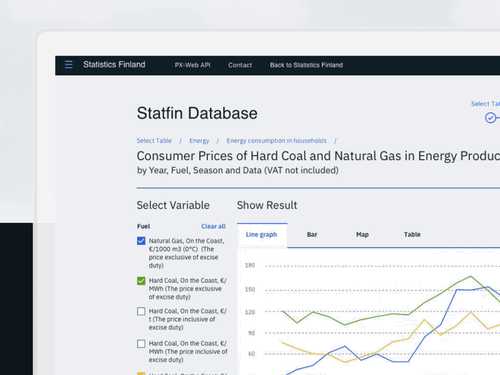 ☰ Statistics Finland PX-Web API Contact Back to Statistics Finland
Statfin Database
Select Tal
Select Table / Energy / Energy consumption in households /
Consumer Prices of Hard Coal and Natural Gas in Energy Produc
by Year, Fuel, Season and Data (VAT not included)
Select Variable Show Result
Fuel Clear all
Line graph Bar Map Table
Natural Gas, On the Coast,
€/1000 m3 (0°C) (The
price exclusive of excise
duty)
Hard Coal, On the Coast, €/
MWh (The price exclusive
of excise duty)
Hard Coal, On the Coast, €/
t (The price inclusive of
excise duty)
Hard Coal, On the Coast, €/
MWh (The price inclusive
of excise duty)
180
150
120
90
60